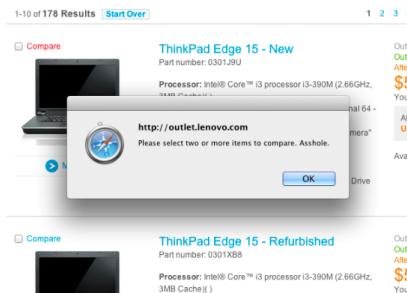 1-10 of 178 Results Start Over 1 2 3
Compare
ThinkPad Edge 15 - New
Part number: 0301J9U
Processor: Intel® Core™ i3 processor i3-390M (2.66GHz,
3MB Cache)( )
http://outlet.lenovo.com
Please select two or more items to compare. Asshole.
OK
Drive
Compare
ThinkPad Edge 15 - Refurbished
Part number: 0301XB8
Processor: Intel® Core™ i3 processor i3-390M (2.66GHz,
3MB Cache)( )